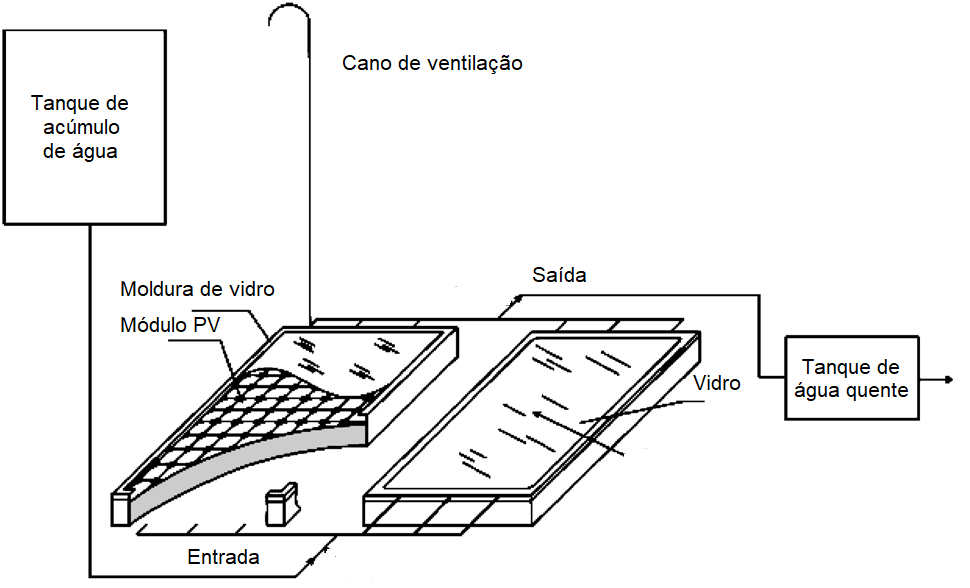 Cano de ventilação
Tanque de
acúmulo
de água
Saída
Moldura de vidro
Módulo PV
Tanque de
água quente
Vidro
Entrada